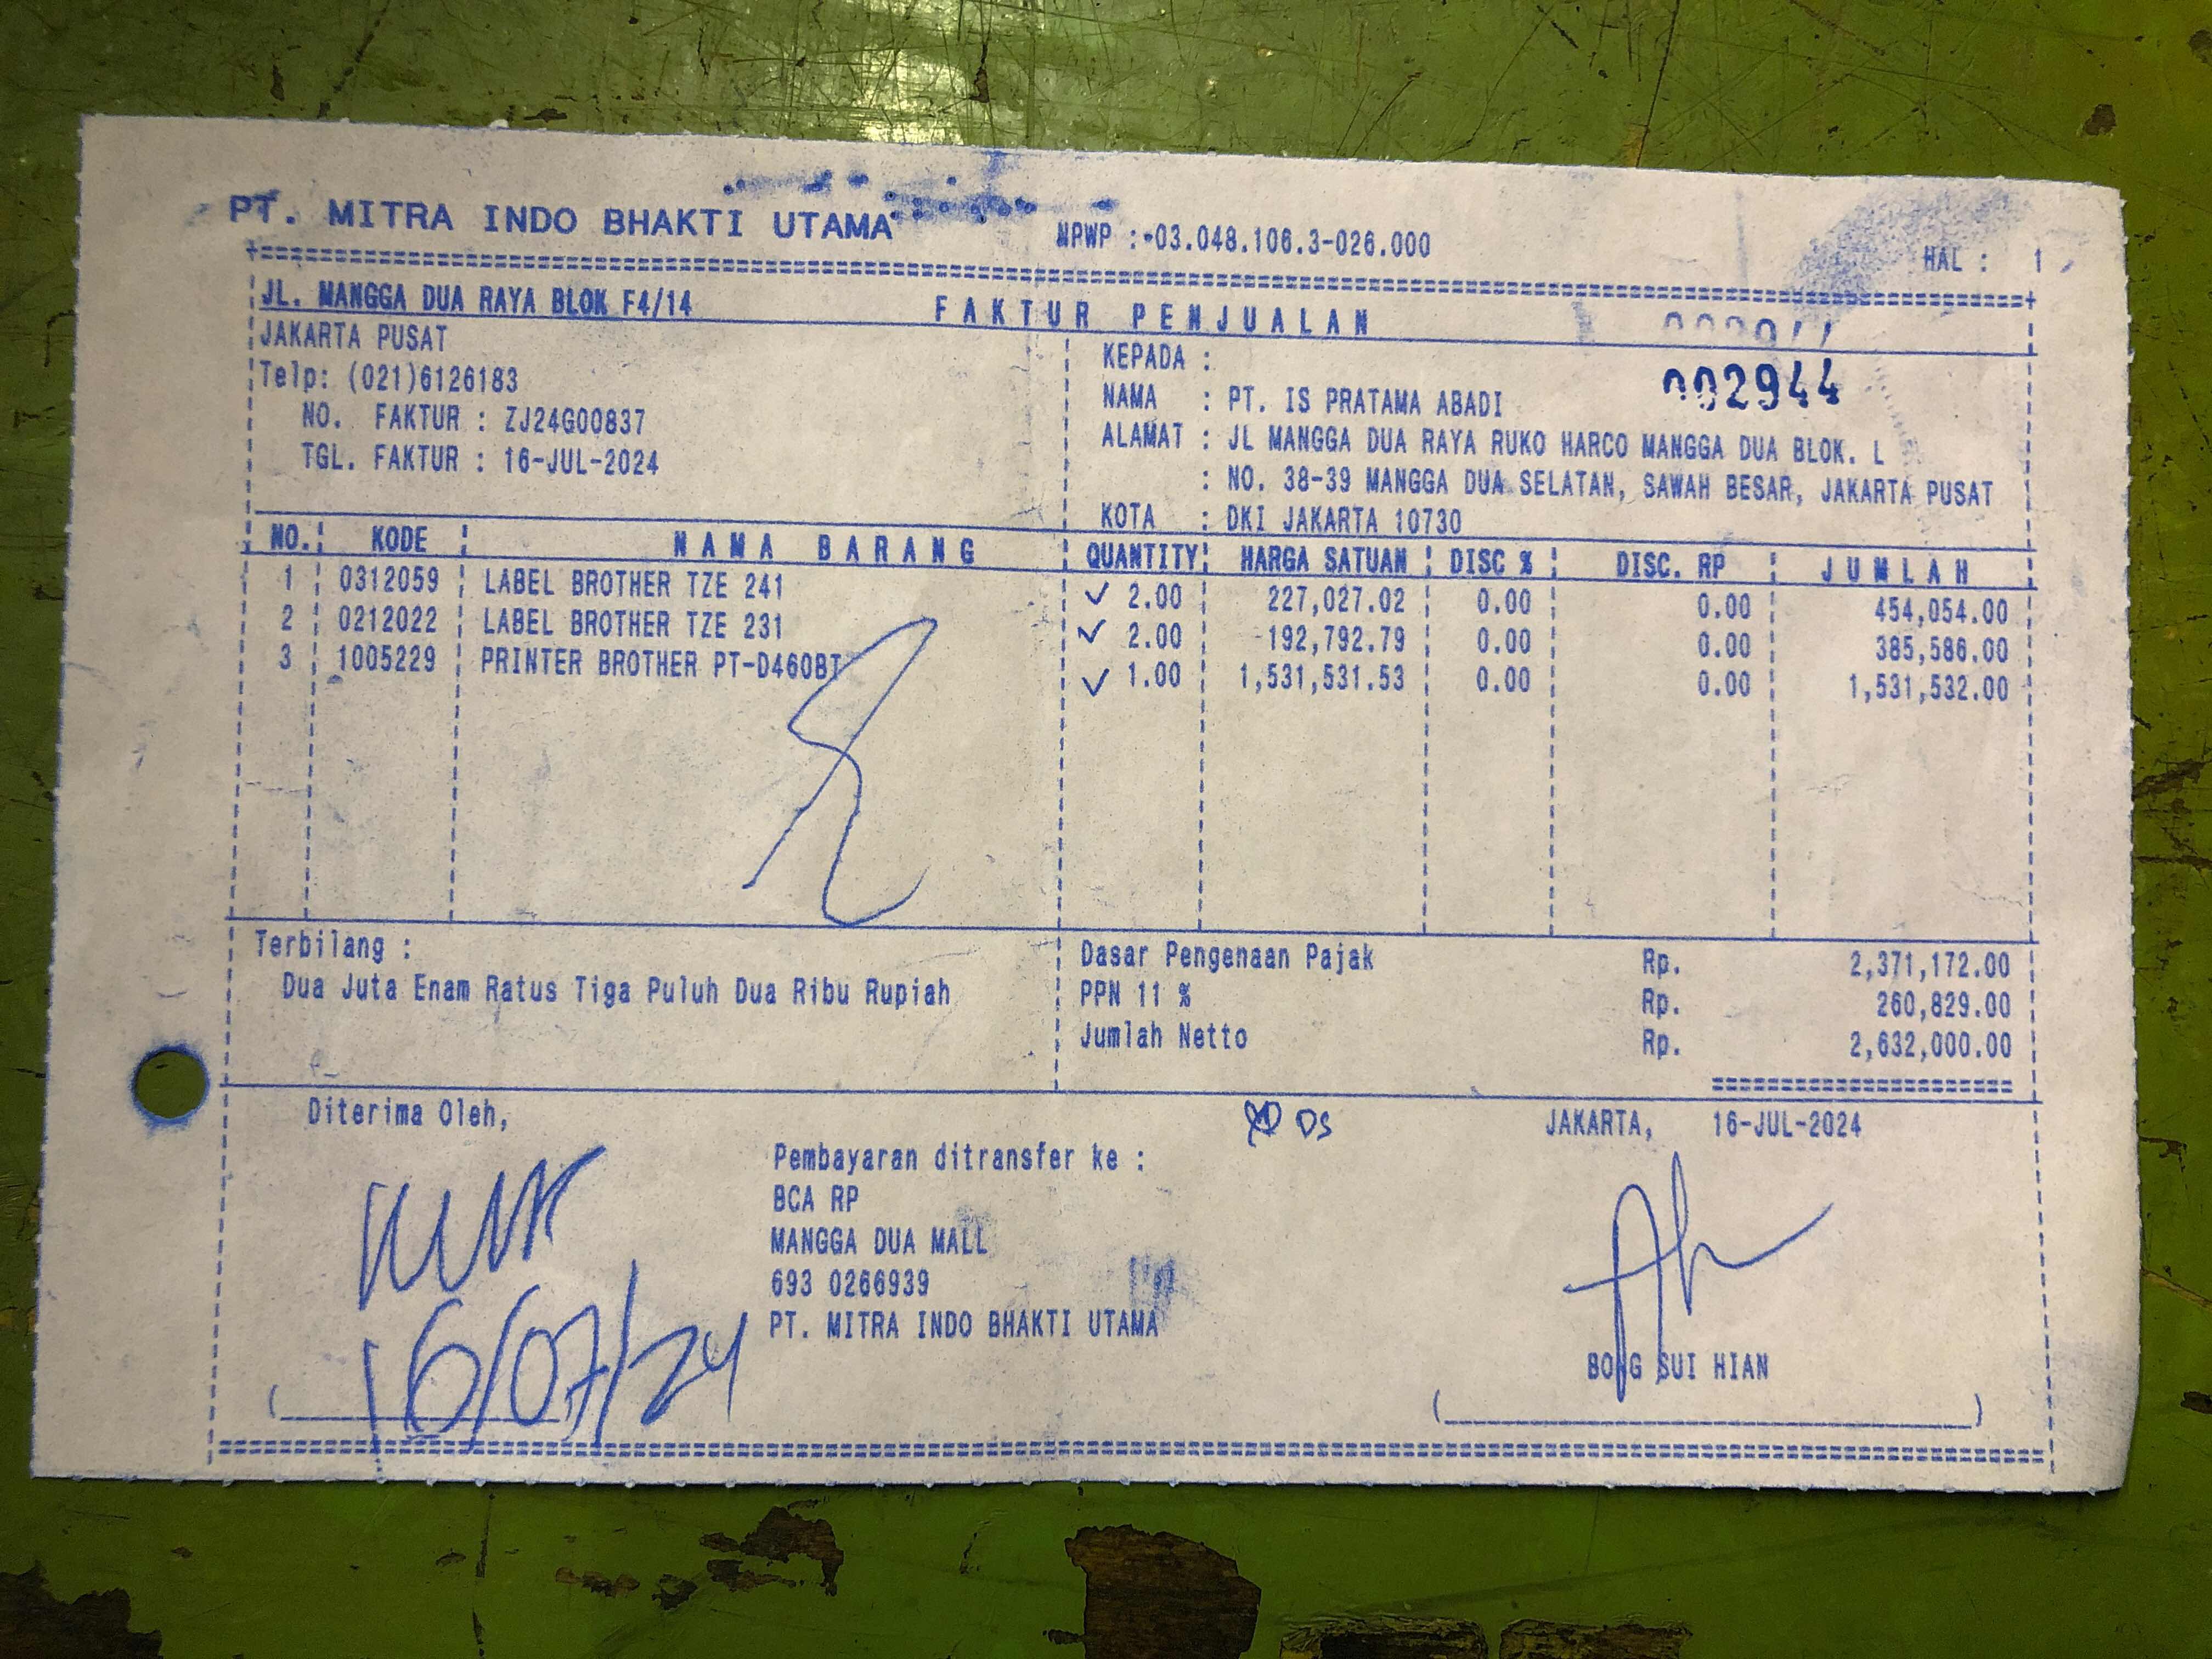 PT. MITRA INDO BHAKTI UTAMA
NPWP : 03.048.106.3-026.000
HAL : 1
JL. MANGGA DUA RAYA BLOK F4/14
FAKTUR PENJUALAN
JAKARTA PUSAT
Telp: (021)6126183
NO. FAKTUR : ZJ24G00837
TGL. FAKTUR : 16-JUL-2024
KEPADA :
002944
NAMA : PT. IS PRATAMA ABADI
ALAMAT : JL MANGGA DUA RAYA RUKO HARCO MANGGA DUA BLOK. L
: NO. 38-39 MANGGA DUA SELATAN, SAWAH BESAR, JAKARTA PUSAT
KOTA : DKI JAKARTA 10730
NO. KODE NAMA BARANG QUANTITY HARGA SATUAN DISC % DISC. RP JUMLAH
1 0312059 LABEL BROTHER TZE 241 ✓ 2.00 227,027.02 0.00 0.00 454,054.00
2 0212022 LABEL BROTHER TZE 231 ✓ 2.00 192,792.79 0.00 0.00 385,586.00
3 1005229 PRINTER BROTHER PT-D460BT ✓ 1.00 1,531,531.53 0.00 0.00 1,531,532.00
Terbilang :
Dua Juta Enam Ratus Tiga Puluh Dua Ribu Rupiah
Dasar Pengenaan Pajak Rp. 2,371,172.00
PPN 11 % Rp. 260,829.00
Jumlah Netto Rp. 2,632,000.00
Diterima Oleh,
DS
JAKARTA, 16-JUL-2024
Pembayaran ditransfer ke :
BCA RP
MANGGA DUA MALL
693 0266939
PT. MITRA INDO BHAKTI UTAMA
16/07/24
BONG SUI HIAN